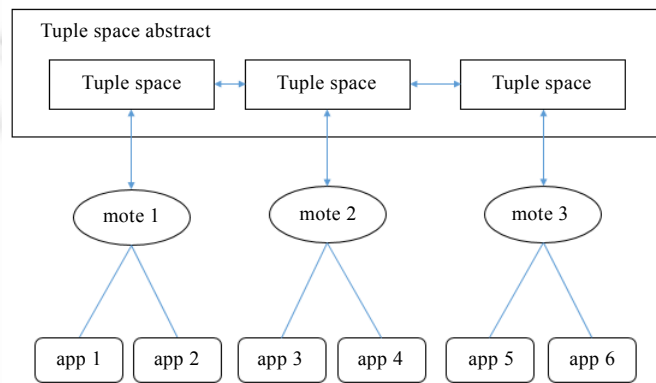 Tuple space abstract
Tuple space
Tuple space
Tuple space
mote 1
mote 2
mote 3
app 1
app 2
app 3
app 4
app 5
app 6